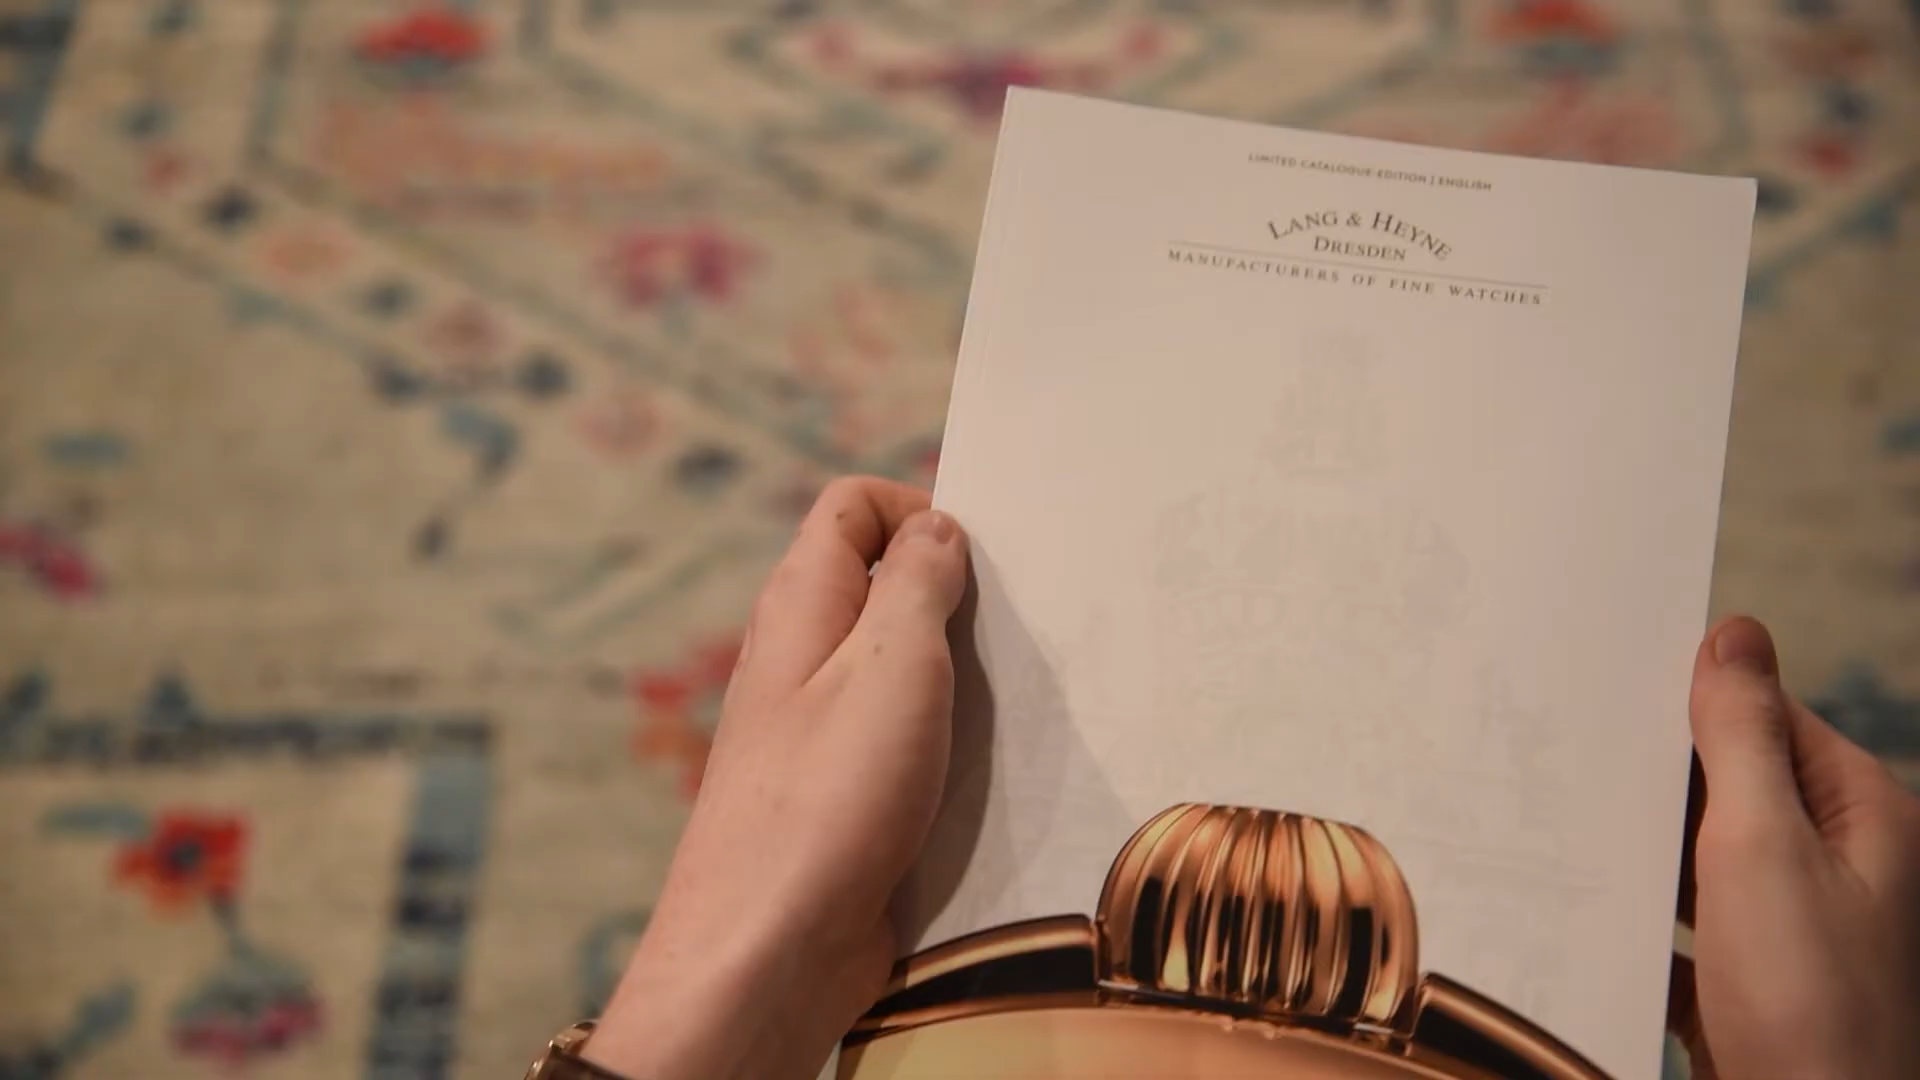 LIMITED CATALOGUE-EDITION | ENGLISH
LANG & HEYNE
DRESDEN
MANUFACTURERS OF FINE WATCHES